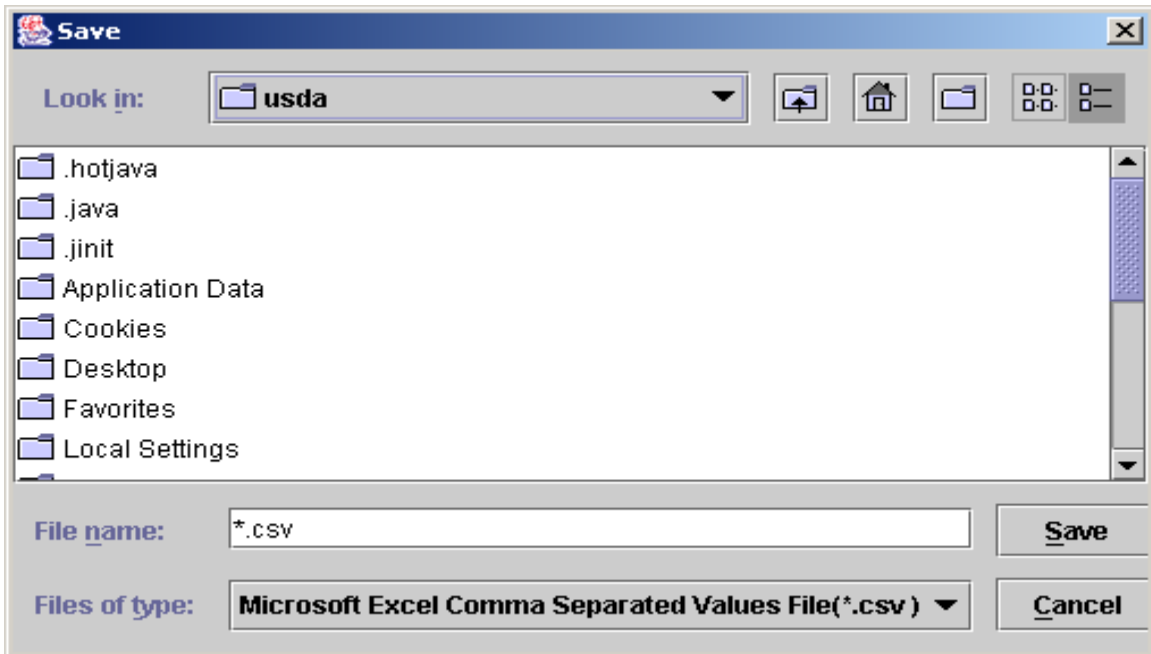 Save
Look in: usda
.hotjava
.java
.jinit
Application Data
Cookies
Desktop
Favorites
Local Settings
File name: *.csv Save
Files of type: Microsoft Excel Comma Separated Values File(*.csv ) Cancel